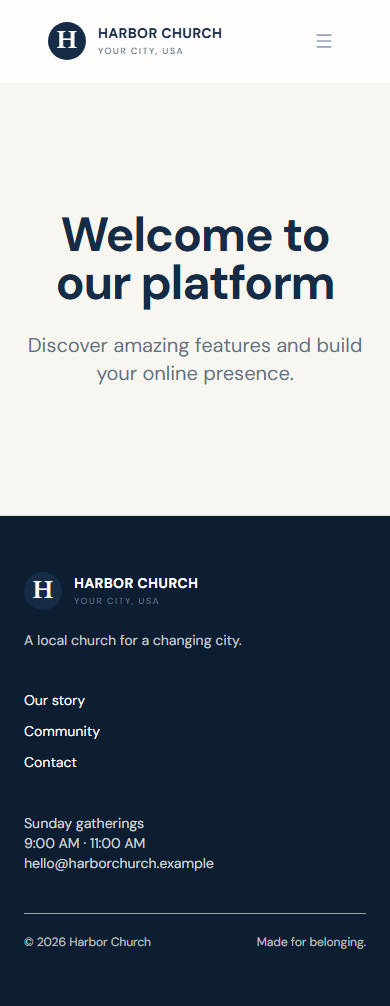 H
HARBOR CHURCH
YOUR CITY, USA
Welcome to
our platform
Discover amazing features and build
your online presence.
H
HARBOR CHURCH
YOUR CITY, USA
A local church for a changing city.
Our story
Community
Contact
Sunday gatherings
9:00 AM · 11:00 AM
hello@harborchurch.example
© 2026 Harbor Church
Made for belonging.